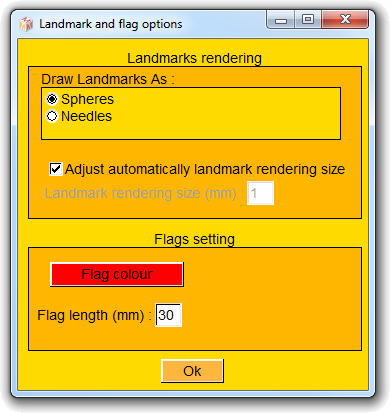 Landmark and flag options
Landmarks rendering
Draw Landmarks As :
Spheres
Needles
Adjust automatically landmark rendering size
Landmark rendering size (mm) : 1
Flags setting
Flag colour
Flag length (mm) : 30
Ok